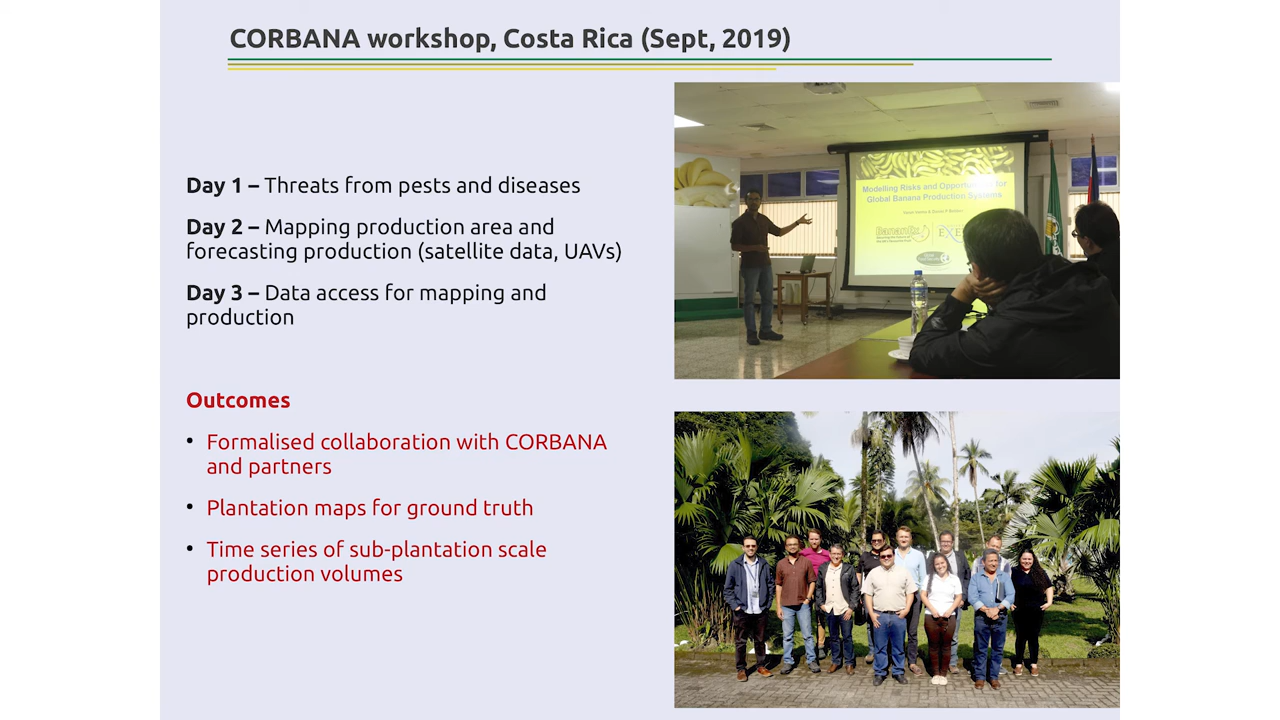 CORBANA workshop, Costa Rica (Sept, 2019)
Day 1 – Threats from pests and diseases
Day 2 – Mapping production area and
forecasting production (satellite data, UAVs)
Day 3 – Data access for mapping and
production
Outcomes
• Formalised collaboration with CORBANA
and partners
• Plantation maps for ground truth
• Time series of sub-plantation scale
production volumes
Modelling Risks and for
Global Banana Production Systems